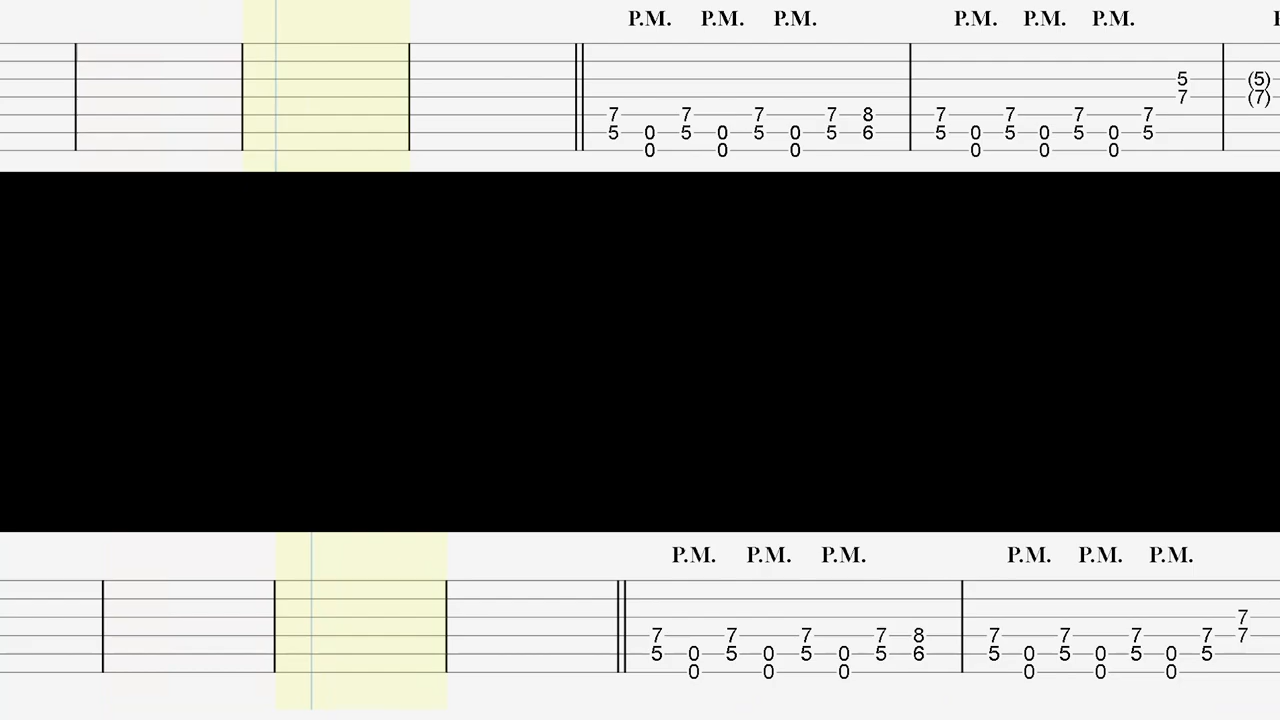 P.M. P.M. P.M. P.M. P.M. P.M.
5 (5)
7 (7)
7 7 7 7 8 7 7 7 7
5 0 5 0 5 0 5 6 5 0 5 0 5 0 5
0 0 0 0 0 0
P.M. P.M. P.M. P.M. P.M. P.M.
7
7 7 7 7 8 7 7 7 7 7
5 0 5 0 5 0 5 6 5 0 5 0 5 0 5
0 0 0 0 0 0